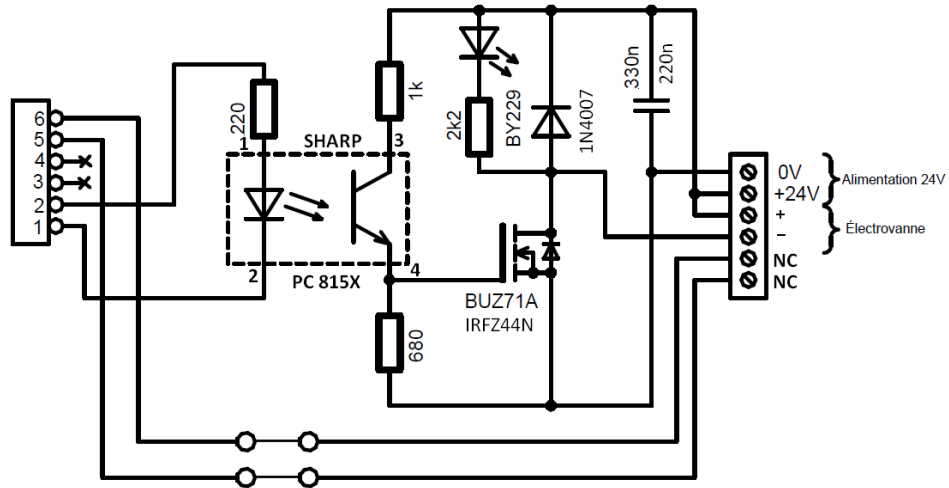 6
5
4
3
2
1
220
1
SHARP
3
2
PC 815X
4
1k
2k2
BY229
1N4007
330n
220n
BUZ71A
IRFZ44N
680
0V
+24V
+
–
NC
NC
Alimentation 24V
Électrovanne